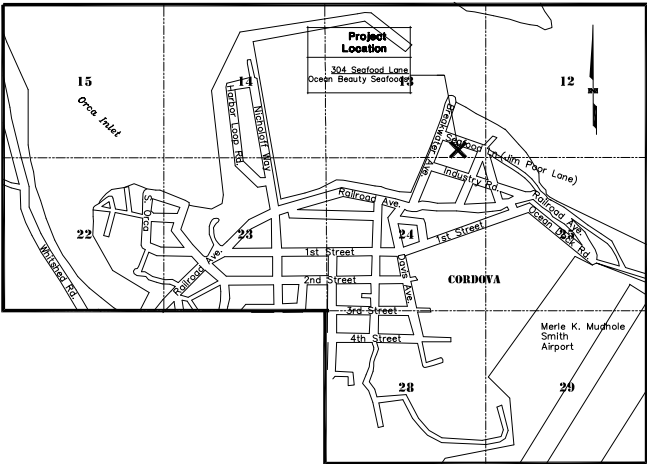 Project
Location
304 Seafood Lane
Ocean Beauty Seafoods
15
14
13
12
Orca Inlet
Harbor Loop Rd.
Nicholoff Way
Breakwater Ave.
Seafood Ln (Jim Poor Lane)
Industry Rd.
Railroad Ave.
Railroad Ave.
Ocean Dock Rd.
S. Orca
22
23
24
25
Railroad Ave.
1st Street
1st Street
Whitshed Rd.
2nd Street
Davis Ave.
CORDOVA
3rd Street
4th Street
Merle K. Mudhole
Smith
Airport
28
29